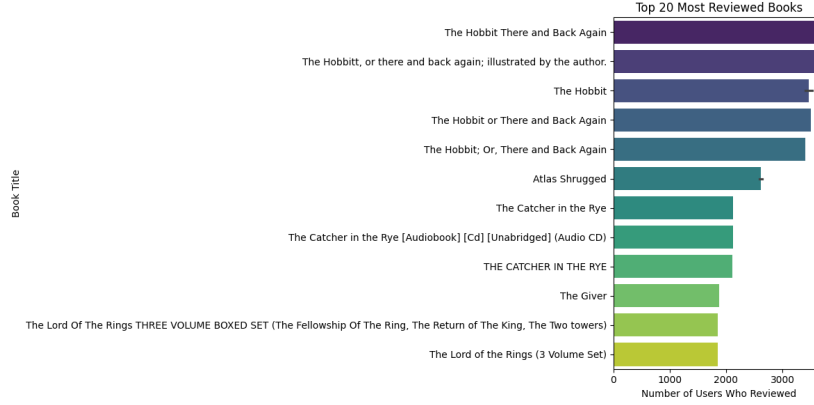 Top 20 Most Reviewed Books
The Hobbit There and Back Again
The Hobbitt, or there and back again; illustrated by the author.
The Hobbit
The Hobbit or There and Back Again
The Hobbit; Or, There and Back Again
Atlas Shrugged
The Catcher in the Rye
The Catcher in the Rye [Audiobook] [Cd] [Unabridged] (Audio CD)
THE CATCHER IN THE RYE
The Giver
The Lord Of The Rings THREE VOLUME BOXED SET (The Fellowship Of The Ring, The Return of The King, The Two towers)
The Lord of the Rings (3 Volume Set)
Book Title
0 1000 2000 3000
Number of Users Who Reviewed